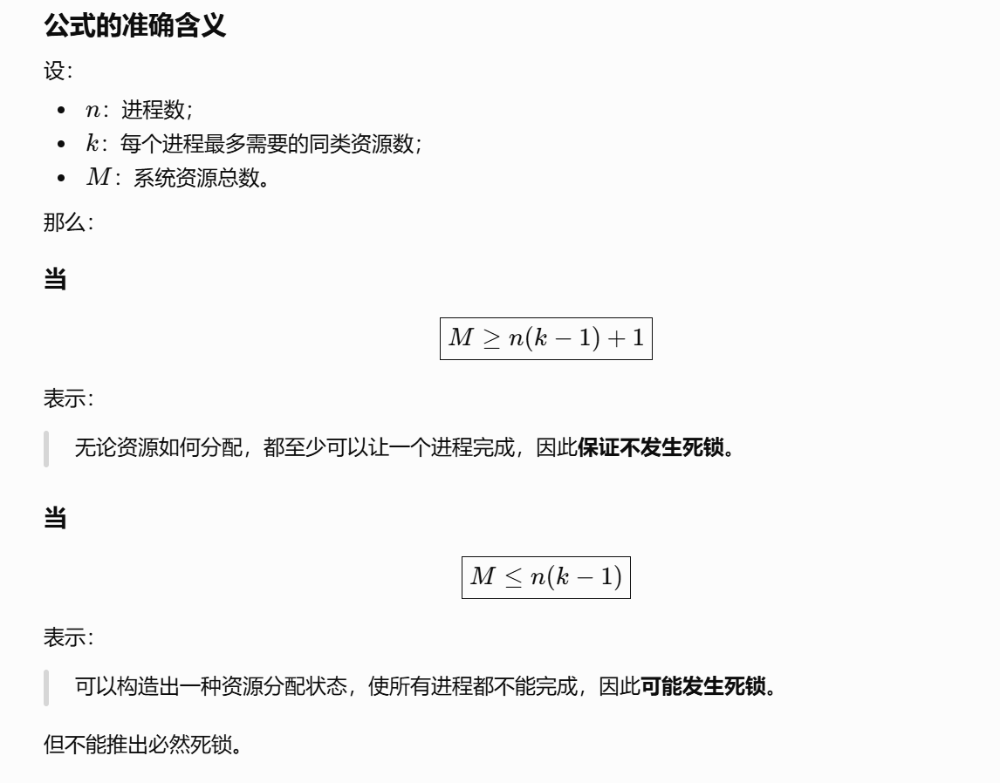 公式的准确含义
设：
• n：进程数；
• k：每个进程最多需要的同类资源数；
• M：系统资源总数。
那么：
当
M ≥ n(k − 1) + 1
表示：
无论资源如何分配，都至少可以让一个进程完成，因此保证不发生死锁。
当
M ≤ n(k − 1)
表示：
可以构造出一种资源分配状态，使所有进程都不能完成，因此可能发生死锁。
但不能推出必然死锁。